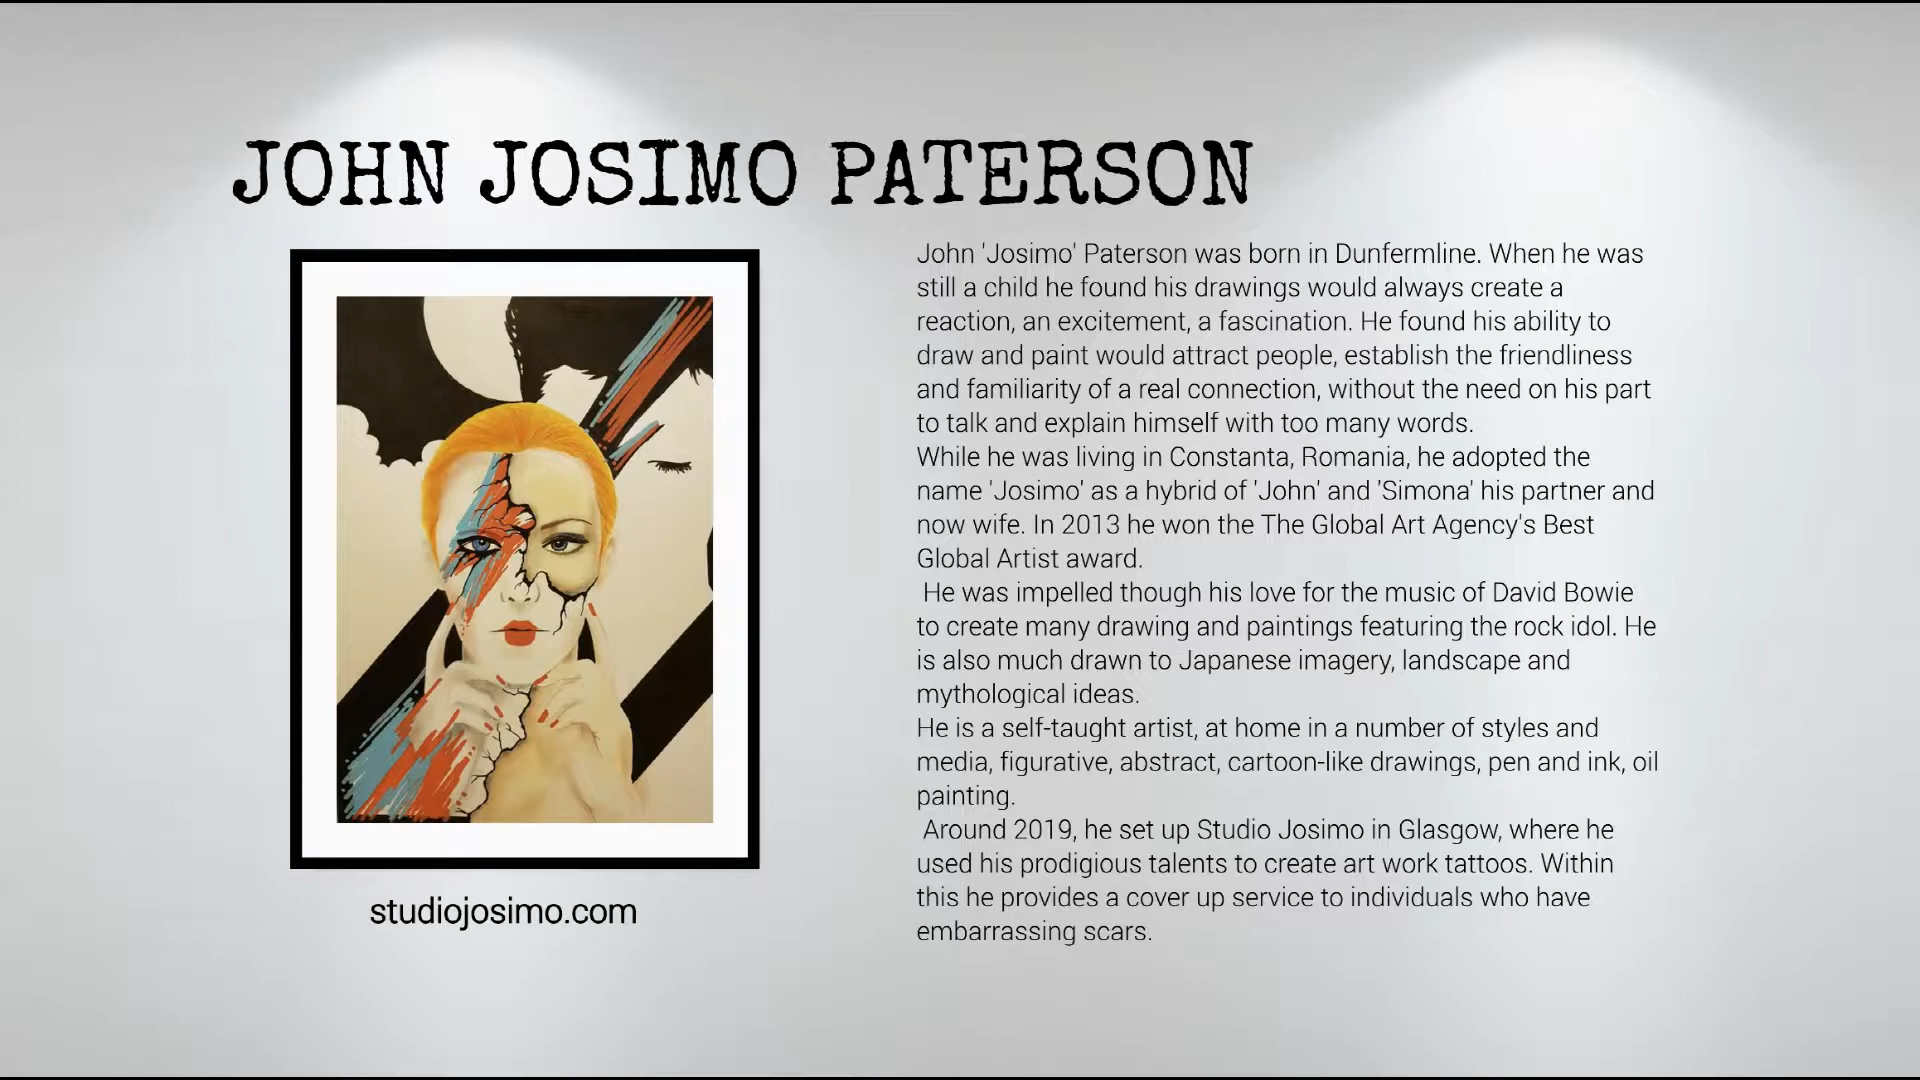 JOHN JOSIMO PATERSON
John 'Josimo' Paterson was born in Dunfermline. When he was
still a child he found his drawings would always create a
reaction, an excitement, a fascination. He found his ability to
draw and paint would attract people, establish the friendliness
and familiarity of a real connection, without the need on his part
to talk and explain himself with too many words.
While he was living in Constanta, Romania, he adopted the
name 'Josimo' as a hybrid of 'John' and 'Simona' his partner and
now wife. In 2013 he won the The Global Art Agency's Best
Global Artist award.
He was impelled though his love for the music of David Bowie
to create many drawing and paintings featuring the rock idol. He
is also much drawn to Japanese imagery, landscape and
mythological ideas.
He is a self-taught artist, at home in a number of styles and
media, figurative, abstract, cartoon-like drawings, pen and ink, oil
painting.
Around 2019, he set up Studio Josimo in Glasgow, where he
used his prodigious talents to create art work tattoos. Within
this he provides a cover up service to individuals who have
embarrassing scars.
studiojosimo.com